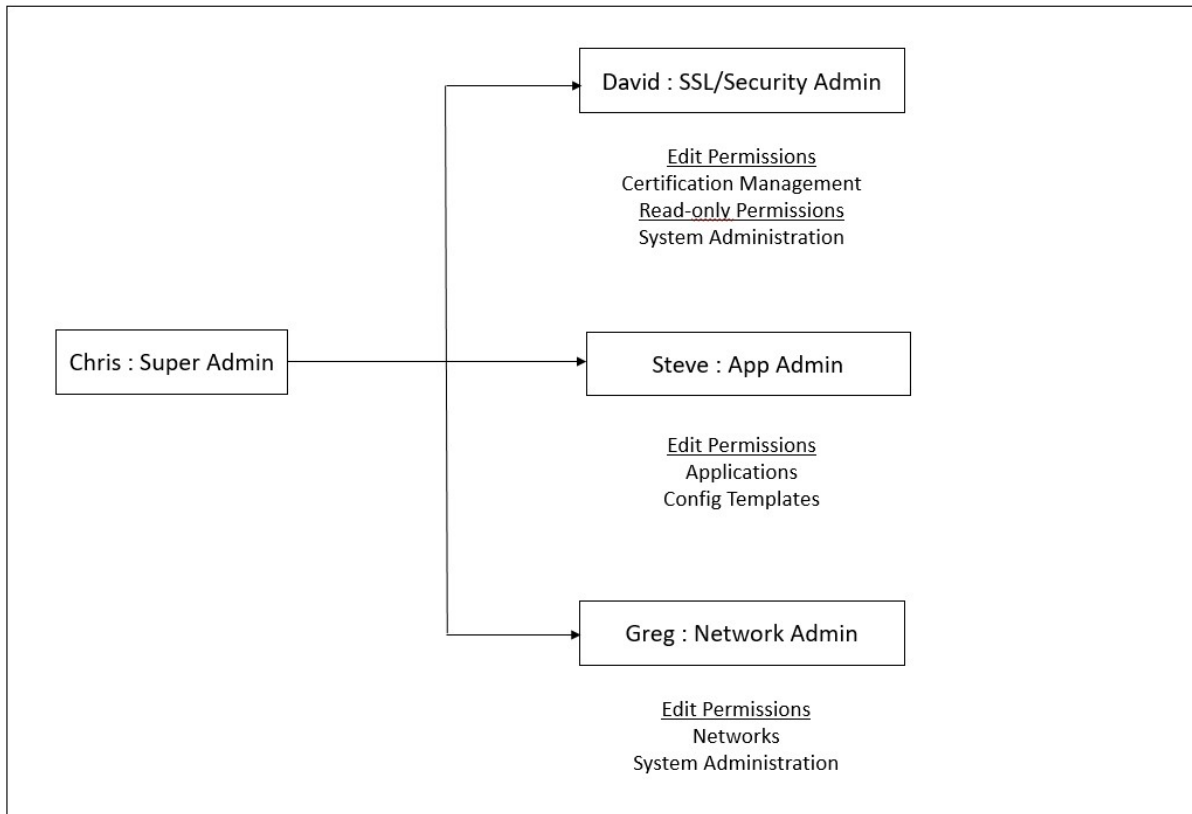 David : SSL/Security Admin
Edit Permissions
Certification Management
Read-only Permissions
System Administration
Chris : Super Admin
Steve : App Admin
Edit Permissions
Applications
Config Templates
Greg : Network Admin
Edit Permissions
Networks
System Administration